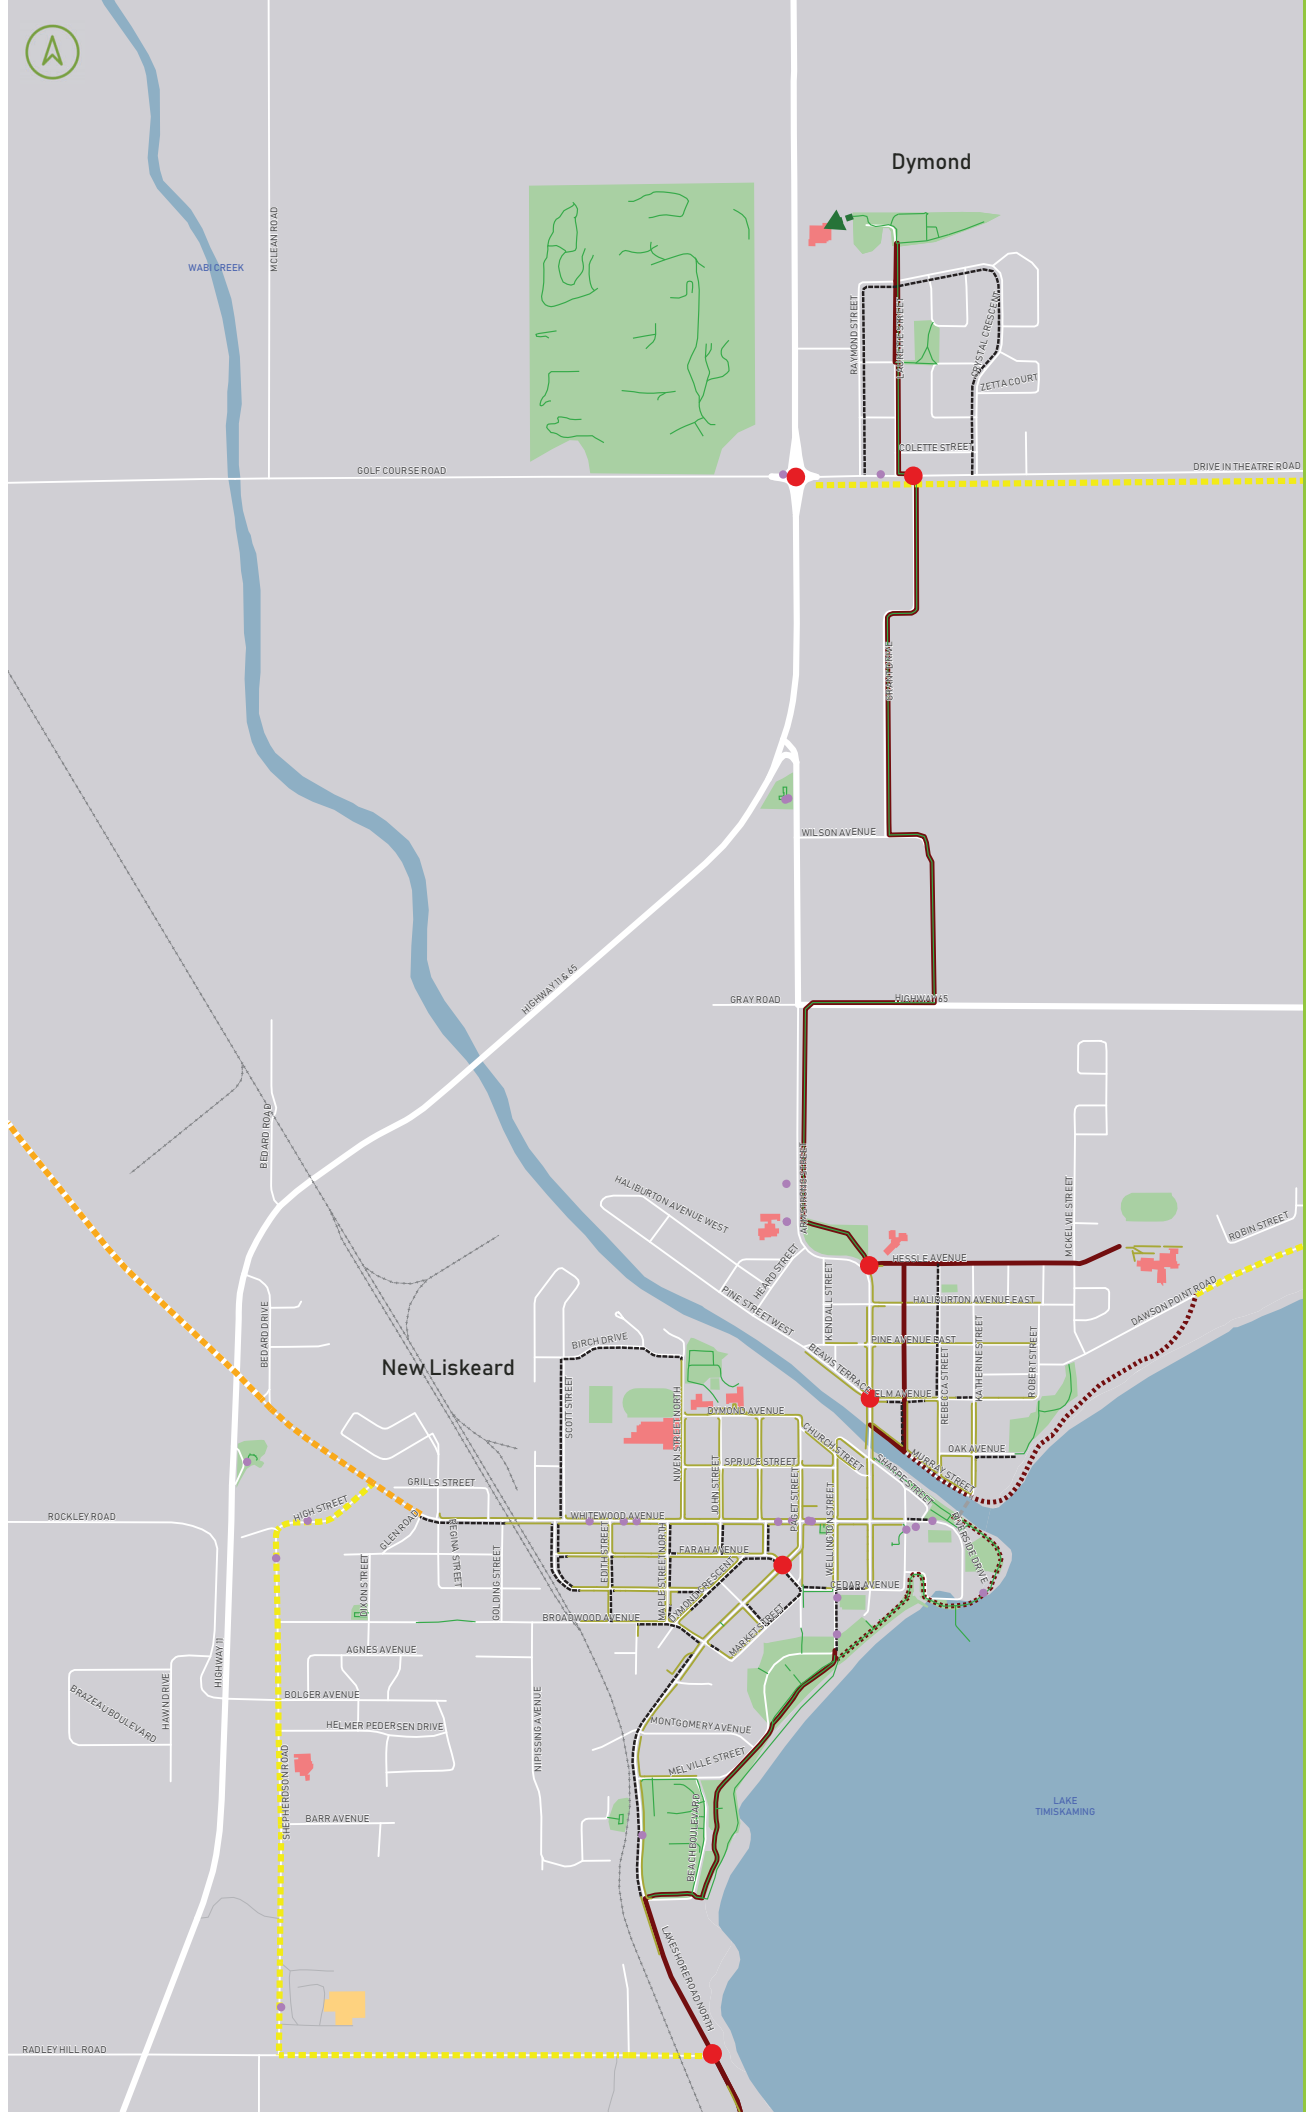 Dymond
MCLEAN ROAD
WABI CREEK
RAYMOND STREET
LAURETTE STREET
CRYSTAL CRESCENT
ZETTA COURT
COLETTE STREET
GOLF COURSE ROAD
DRIVE IN THEATRE ROAD
WILSON AVENUE
HIGHWAY 11 & 65
GRAY ROAD
HIGHWAY 65
BEDARD ROAD
HALIBURTON AVENUE WEST
MCKELVIE STREET
ROBIN STREET
HEARD STREET
HESSLE AVENUE
PINE STREET WEST
KENDALL STREET
HALIBURTON AVENUE EAST
DAWSON POINT ROAD
BEDARD DRIVE
BIRCH DRIVE
PINE AVENUE EAST
KATHERINE STREET
ROBERT STREET
New Liskeard
BEAVIS TERRACE
REBECCA STREET
ELM AVENUE
SCOTT STREET
NIVEN STREET NORTH
DYMOND AVENUE
CHURCH STREET
OAK AVENUE
MURRAY STREET
SPRUCE STREET
JOHN STREET
PAGET STREET
SHARPE STREET
GRILLS STREET
WELLINGTON STREET
HIGH STREET
ROCKLEY ROAD
WHITEWOOD AVENUE
GLEN ROAD
REGINA STREET
EDITH STREET
FARAH AVENUE
RIVERSIDE DRIVE
DIXON STREET
GOLDING STREET
MAPLE STREET NORTH
DYMOND CRESCENT
CEDAR AVENUE
BROADWOOD AVENUE
MARKET STREET
HIGHWAY 11
AGNES AVENUE
BRAZEAU BOULEVARD
HAWN DRIVE
BOLGER AVENUE
HELMER PEDERSEN DRIVE
NIPISSING AVENUE
MONTGOMERY AVENUE
MELVILLE STREET
SHEPHERDSON ROAD
BARR AVENUE
BEACH BOULEVARD
LAKE
TIMISKAMING
LAKESHORE ROAD NORTH
RADLEY HILL ROAD